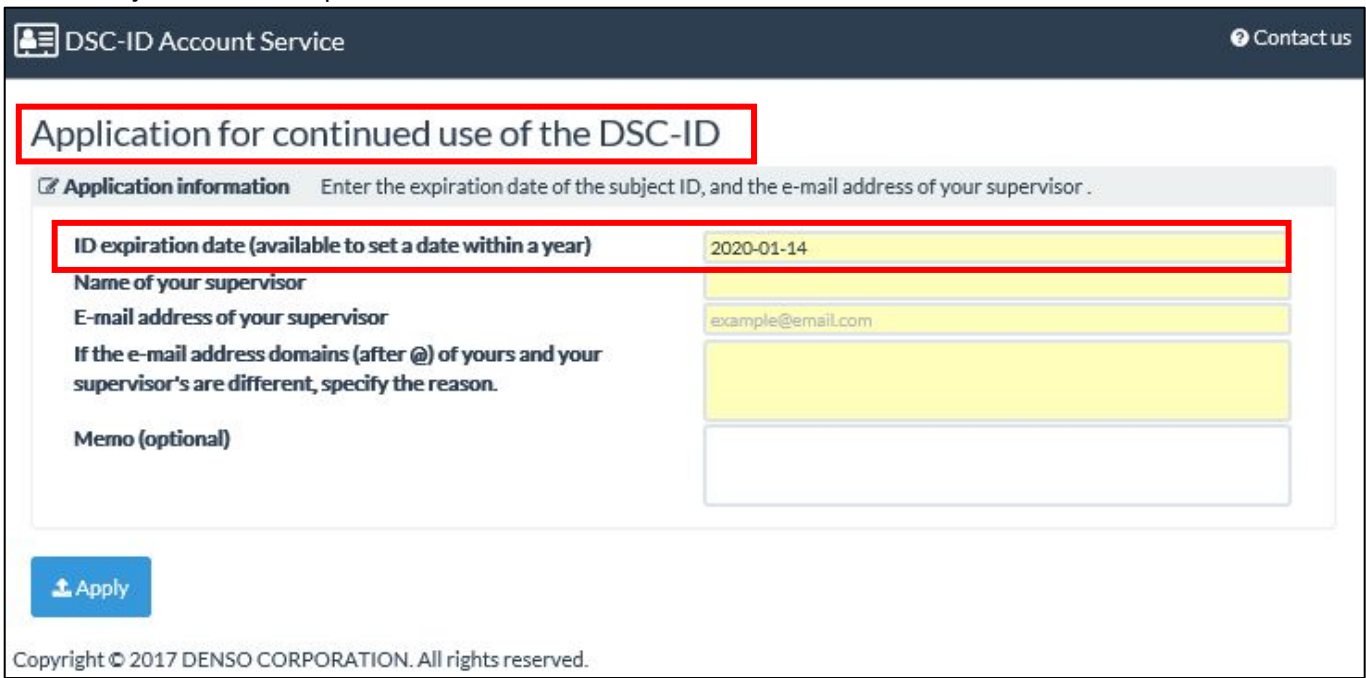 DSC-ID Account Service
Contact us
Application for continued use of the DSC-ID
Application information Enter the expiration date of the subject ID, and the e-mail address of your supervisor .
ID expiration date (available to set a date within a year)
2020-01-14
Name of your supervisor
E-mail address of your supervisor
example@email.com
If the e-mail address domains (after @) of yours and your
supervisor's are different, specify the reason.
Memo (optional)
Apply
Copyright © 2017 DENSO CORPORATION. All rights reserved.